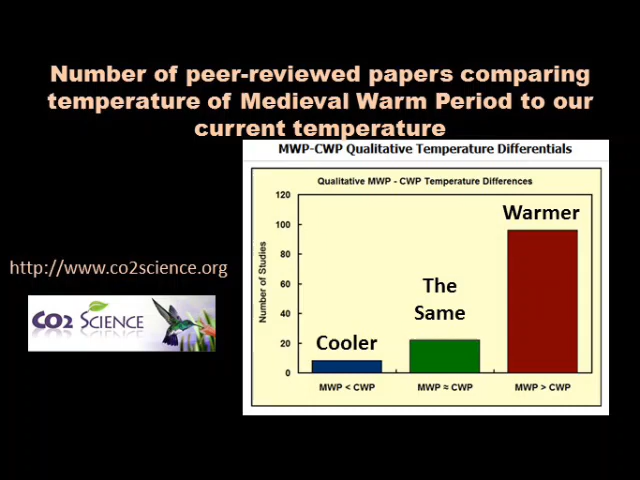 Number of peer-reviewed papers comparing
temperature of Medieval Warm Period to our
current temperature
MWP-CWP Qualitative Temperature Differentials
Qualitative MWP - CWP Temperature Differences
Number of Studies
120
100
80
60
40
20
0
Warmer
The
Same
Cooler
MWP < CWP
MWP ≈ CWP
MWP > CWP
http://www.co2science.org
CO2 SCIENCE